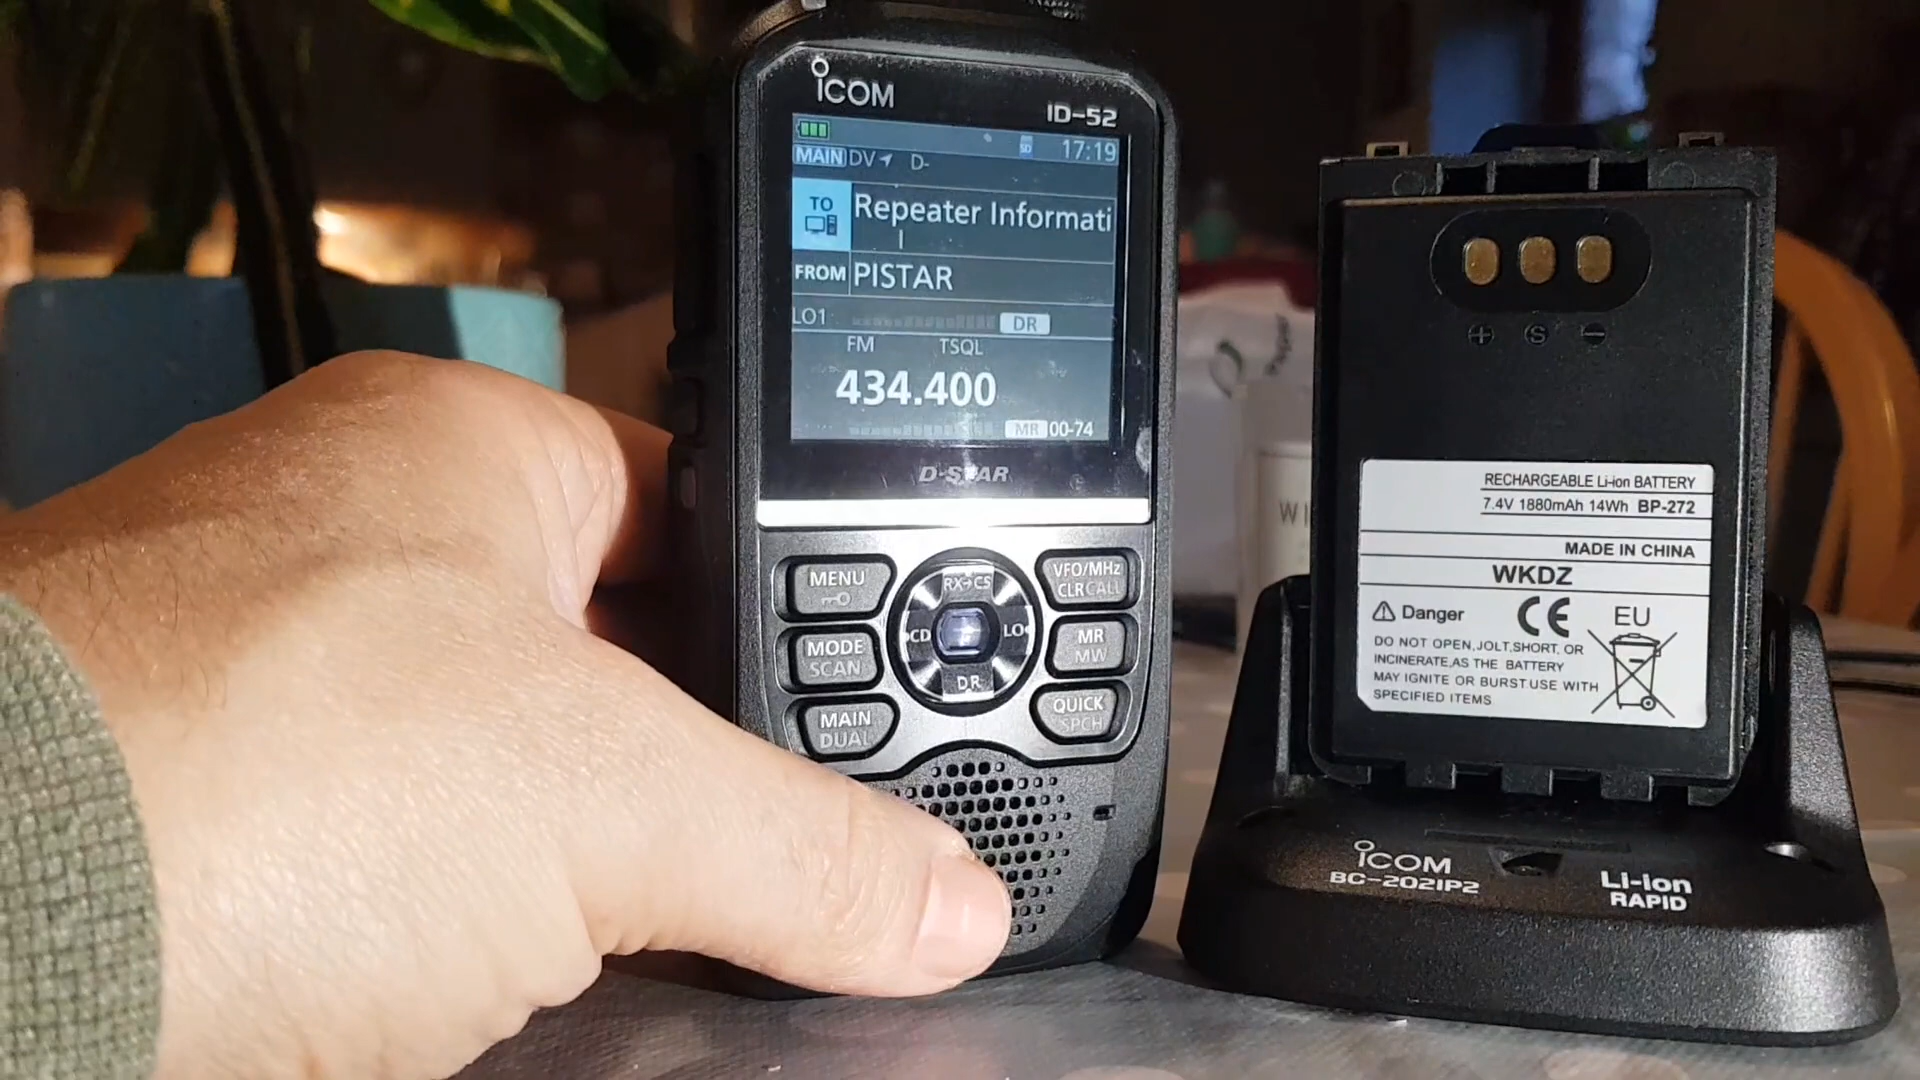 iCOM
ID-52
17:19
MAIN DV D-
TO Repeater Informati
I
FROM PISTAR
LO1 DR
FM TSQL
434.400
MR 00-74
D-STAR
MENU
RX→CS
VFO/MHz
CLR CALL
MODE
SCAN
CD
LO
MR
MW
DR
MAIN
DUAL
QUICK
SPCH
+ S −
RECHARGEABLE Li-ion BATTERY
7.4V 1880mAh 14Wh BP-272
MADE IN CHINA
WKDZ
Danger CE EU
DO NOT OPEN,JOLT,SHORT, OR
INCINERATE,AS THE BATTERY
MAY IGNITE OR BURST.USE WITH
SPECIFIED ITEMS
iCOM
BC-202IP2
Li-ion
RAPID